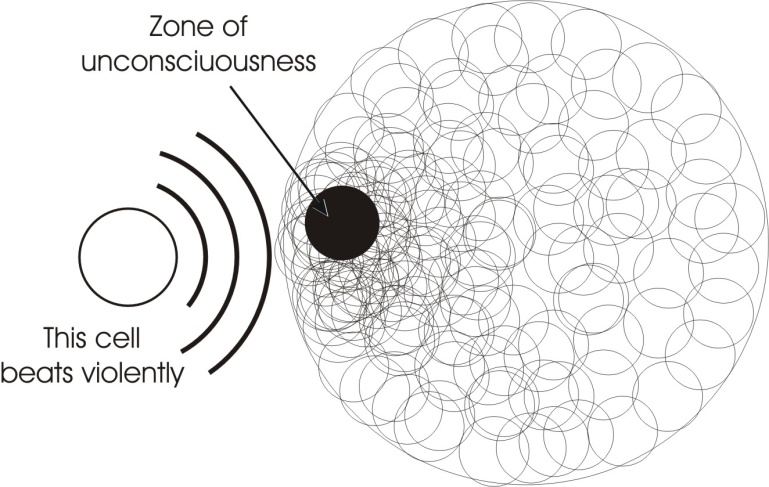 Zone of
unconsciuousness
This cell
beats violently